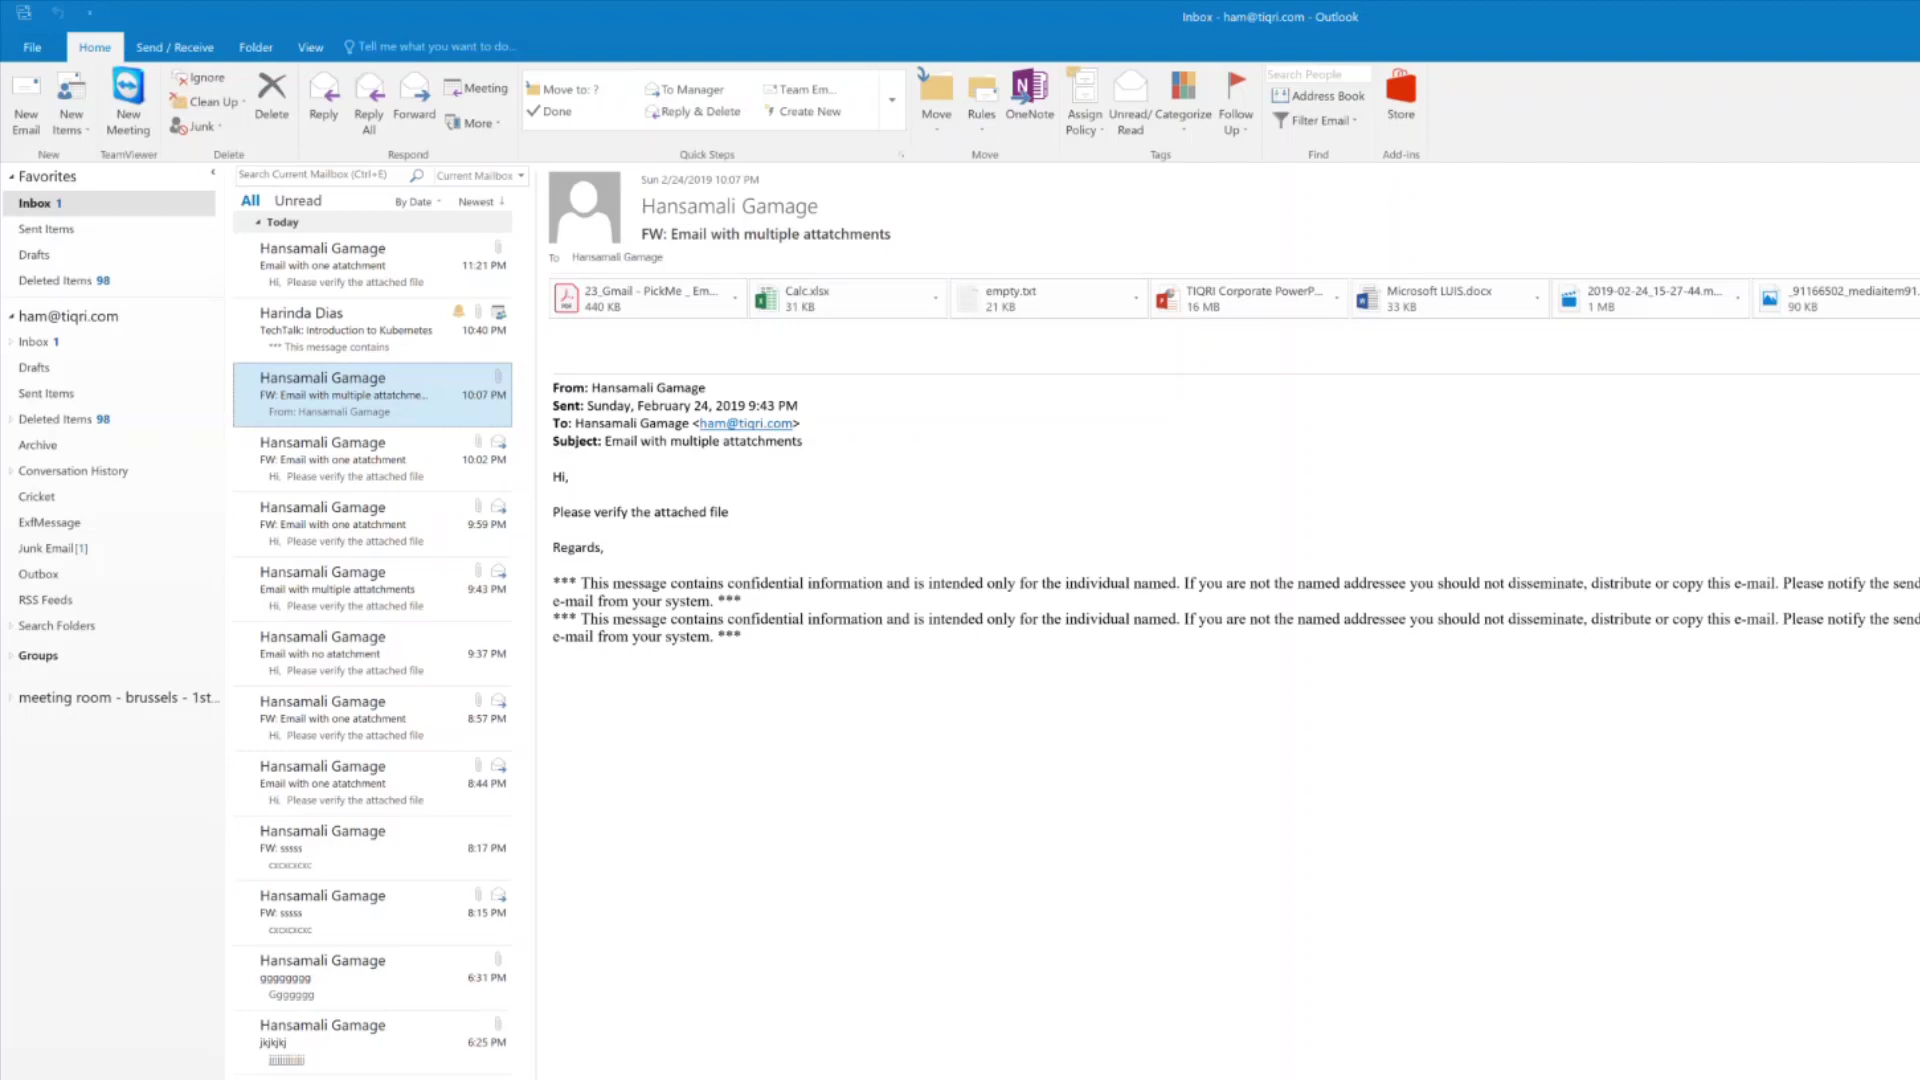 Inbox - ham@tiqri.com - Outlook
File Home Send / Receive Folder View Tell me what you want to do...
New Email
New Items
New Meeting
Ignore
Clean Up
Junk
Delete
Reply
Reply All
Forward
Meeting
More
Move to: ?
Done
To Manager
Reply & Delete
Team Em...
Create New
Move
Rules
OneNote
Assign Policy
Unread/ Read
Categorize
Follow Up
Search People
Address Book
Filter Email
Store
New TeamViewer Delete Respond Quick Steps Move Tags Find Add-ins
Favorites
Inbox 1
Sent Items
Drafts
Deleted Items 98
ham@tiqri.com
Inbox 1
Drafts
Sent Items
Deleted Items 98
Archive
Conversation History
Cricket
ExfMessage
Junk Email [1]
Outbox
RSS Feeds
Search Folders
Groups
meeting room - brussels - 1st...
Search Current Mailbox (Ctrl+E) Current Mailbox
All Unread By Date Newest
Today
Hansamali Gamage
Email with one atatchment 11:21 PM
Hi, Please verify the attached file
Harinda Dias
TechTalk: Introduction to Kubernetes 10:40 PM
*** This message contains
Hansamali Gamage
FW: Email with multiple attatchme... 10:07 PM
From: Hansamali Gamage
Hansamali Gamage
FW: Email with one atatchment 10:02 PM
Hi, Please verify the attached file
Hansamali Gamage
FW: Email with one atatchment 9:59 PM
Hi, Please verify the attached file
Hansamali Gamage
Email with multiple attatchments 9:43 PM
Hi, Please verify the attached file
Hansamali Gamage
Email with no atatchment 9:37 PM
Hi, Please verify the attached file
Hansamali Gamage
FW: Email with one atatchment 8:57 PM
Hi, Please verify the attached file
Hansamali Gamage
Email with one atatchment 8:44 PM
Hi, Please verify the attached file
Hansamali Gamage
FW: sssss 8:17 PM
cxcxcxcxc
Hansamali Gamage
FW: sssss 8:15 PM
cxcxcxcxc
Hansamali Gamage
gggggggg 6:31 PM
Ggggggg
Hansamali Gamage
jkjkjkj 6:25 PM
Sun 2/24/2019 10:07 PM
Hansamali Gamage
FW: Email with multiple attatchments
To Hansamali Gamage
23_Gmail - PickMe _ Em...
440 KB
Calc.xlsx
31 KB
empty.txt
21 KB
TIQRI Corporate PowerP...
16 MB
Microsoft LUIS.docx
33 KB
2019-02-24_15-27-44.m...
1 MB
_91166502_mediaitem91
90 KB
From: Hansamali Gamage
Sent: Sunday, February 24, 2019 9:43 PM
To: Hansamali Gamage <ham@tiqri.com>
Subject: Email with multiple attatchments
Hi,
Please verify the attached file
Regards,
*** This message contains confidential information and is intended only for the individual named. If you are not the named addressee you should not disseminate, distribute or copy this e-mail. Please notify the send
e-mail from your system. ***
*** This message contains confidential information and is intended only for the individual named. If you are not the named addressee you should not disseminate, distribute or copy this e-mail. Please notify the send
e-mail from your system. ***